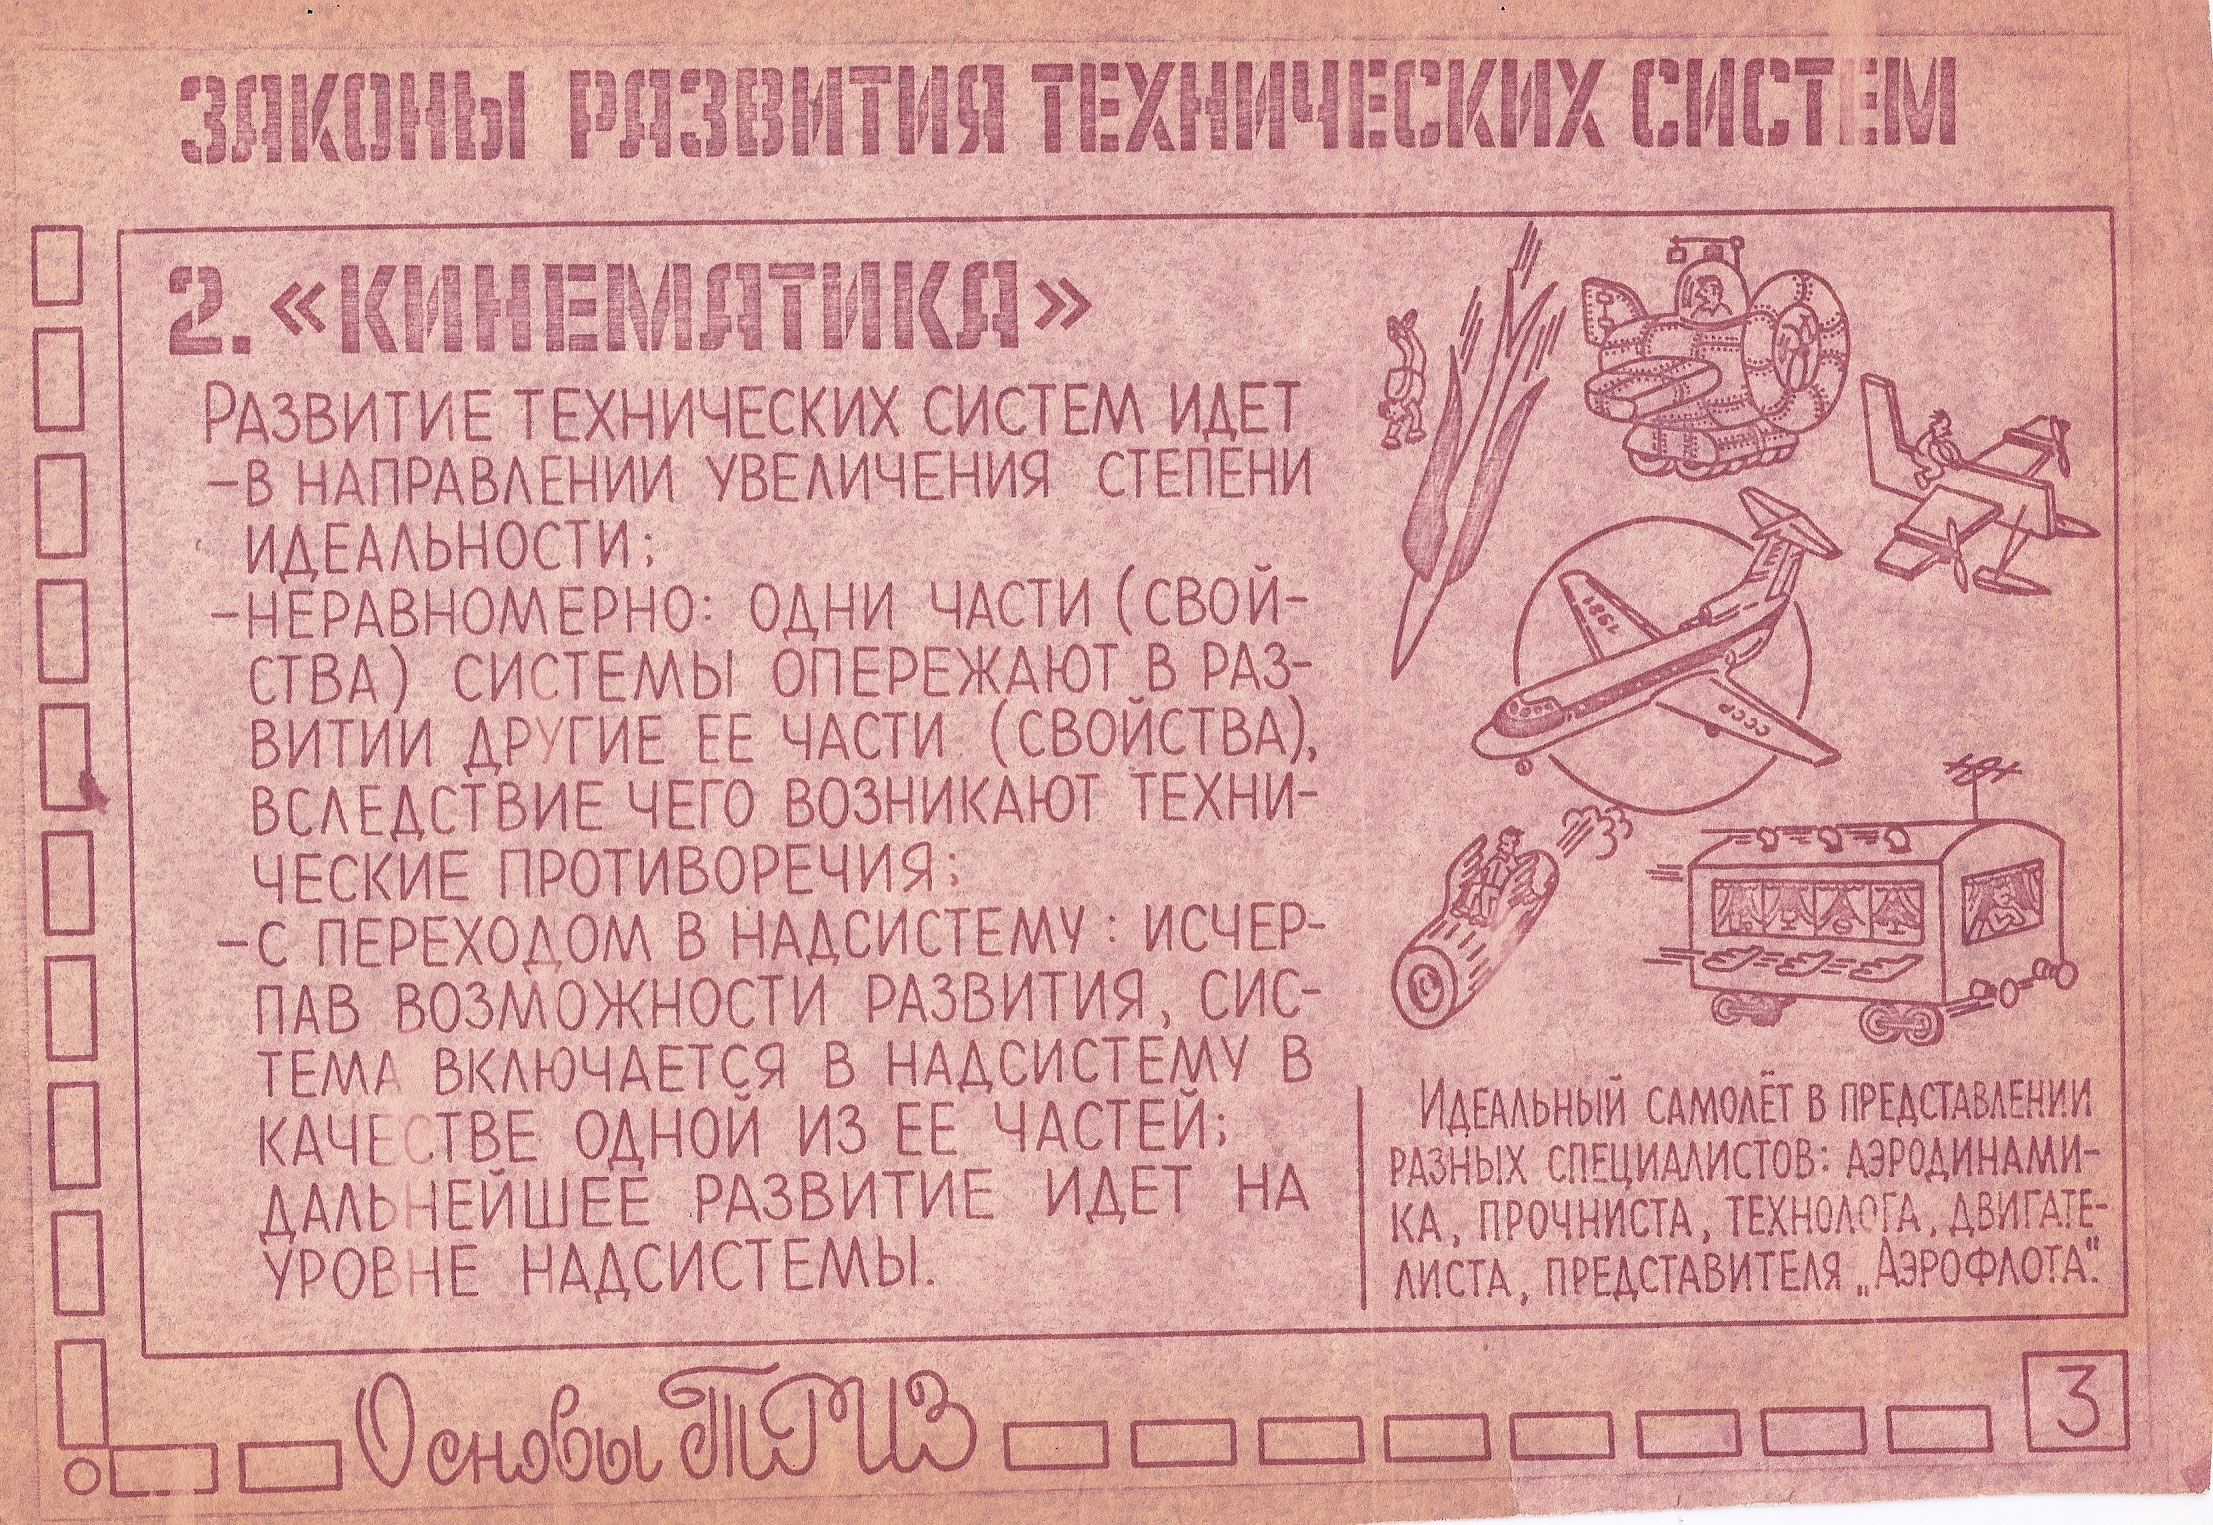 ЗАКОНЫ РАЗВИТИЯ ТЕХНИЧЕСКИХ СИСТЕМ
2. «КИНЕМАТИКА»
РАЗВИТИЕ ТЕХНИЧЕСКИХ СИСТЕМ ИДЕТ
–В НАПРАВЛЕНИИ УВЕЛИЧЕНИЯ СТЕПЕНИ
ИДЕАЛЬНОСТИ;
–НЕРАВНОМЕРНО: ОДНИ ЧАСТИ (СВОЙ-
СТВА) СИСТЕМЫ ОПЕРЕЖАЮТ В РАЗ-
ВИТИИ ДРУГИЕ ЕЕ ЧАСТИ (СВОЙСТВА),
ВСЛЕДСТВИЕ ЧЕГО ВОЗНИКАЮТ ТЕХНИ-
ЧЕСКИЕ ПРОТИВОРЕЧИЯ;
–С ПЕРЕХОДОМ В НАДСИСТЕМУ: ИСЧЕР-
ПАВ ВОЗМОЖНОСТИ РАЗВИТИЯ, СИС-
ТЕМА ВКЛЮЧАЕТСЯ В НАДСИСТЕМУ В
КАЧЕСТВЕ ОДНОЙ ИЗ ЕЕ ЧАСТЕЙ;
ДАЛЬНЕЙШЕЕ РАЗВИТИЕ ИДЕТ НА
УРОВНЕ НАДСИСТЕМЫ.
1981
СССР
ИДЕАЛЬНЫЙ САМОЛЁТ В ПРЕДСТАВЛЕНИИ
РАЗНЫХ СПЕЦИАЛИСТОВ: АЭРОДИНАМИ-
КА, ПРОЧНИСТА, ТЕХНОЛОГА, ДВИГАТЕ-
ЛИСТА, ПРЕДСТАВИТЕЛЯ „АЭРОФЛОТА".
Основы ТРИЗ
3